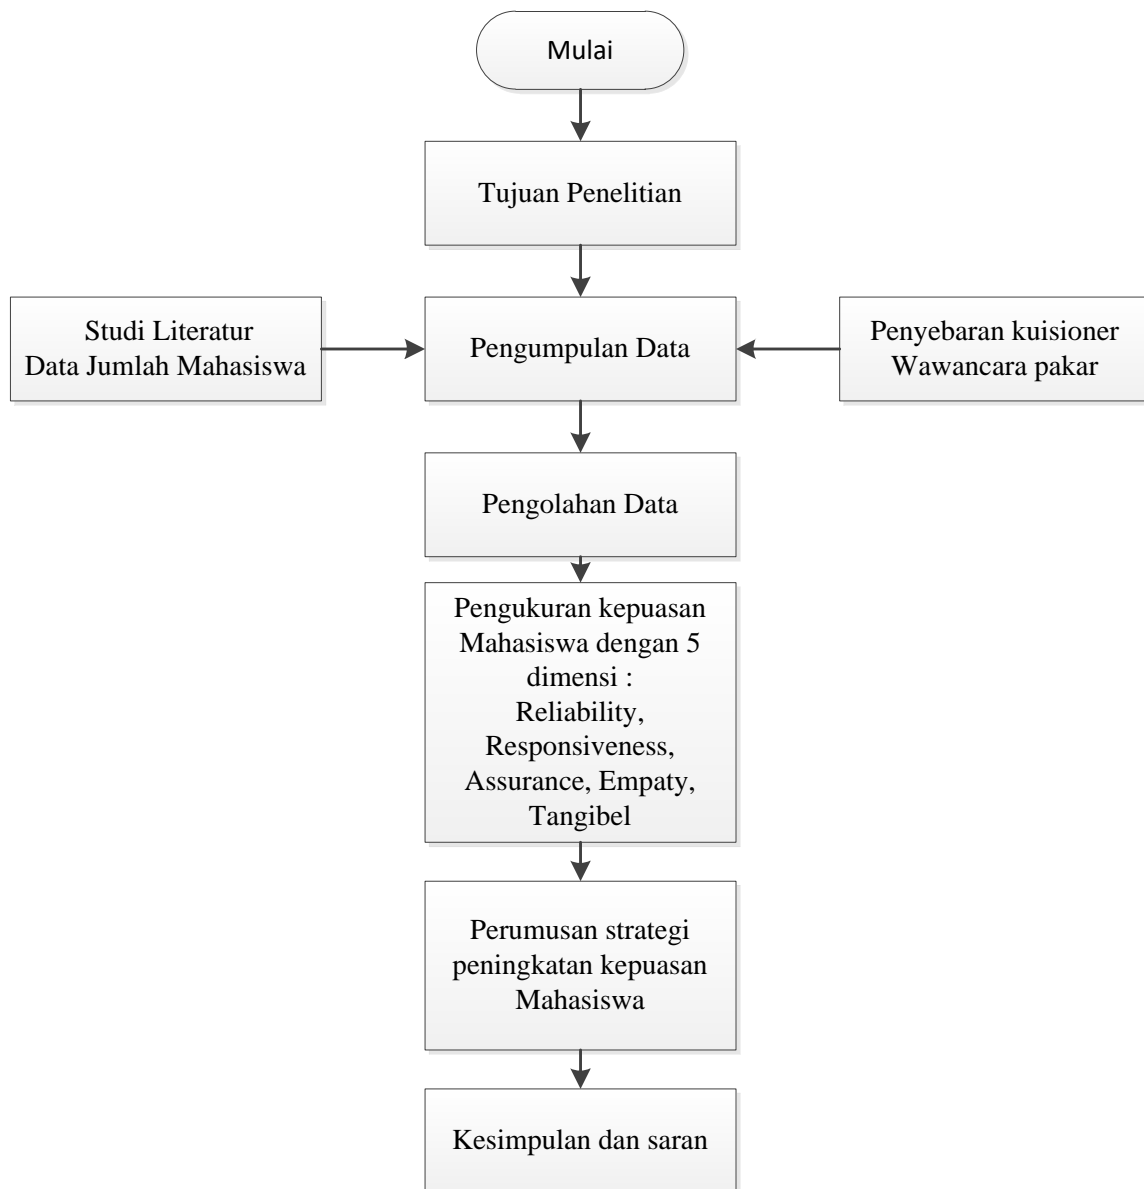 Mulai
Tujuan Penelitian
Studi Literatur
Data Jumlah Mahasiswa
Pengumpulan Data
Penyebaran kuisioner
Wawancara pakar
Pengolahan Data
Pengukuran kepuasan
Mahasiswa dengan 5
dimensi :
Reliability,
Responsiveness,
Assurance, Empaty,
Tangibel
Perumusan strategi
peningkatan kepuasan
Mahasiswa
Kesimpulan dan saran